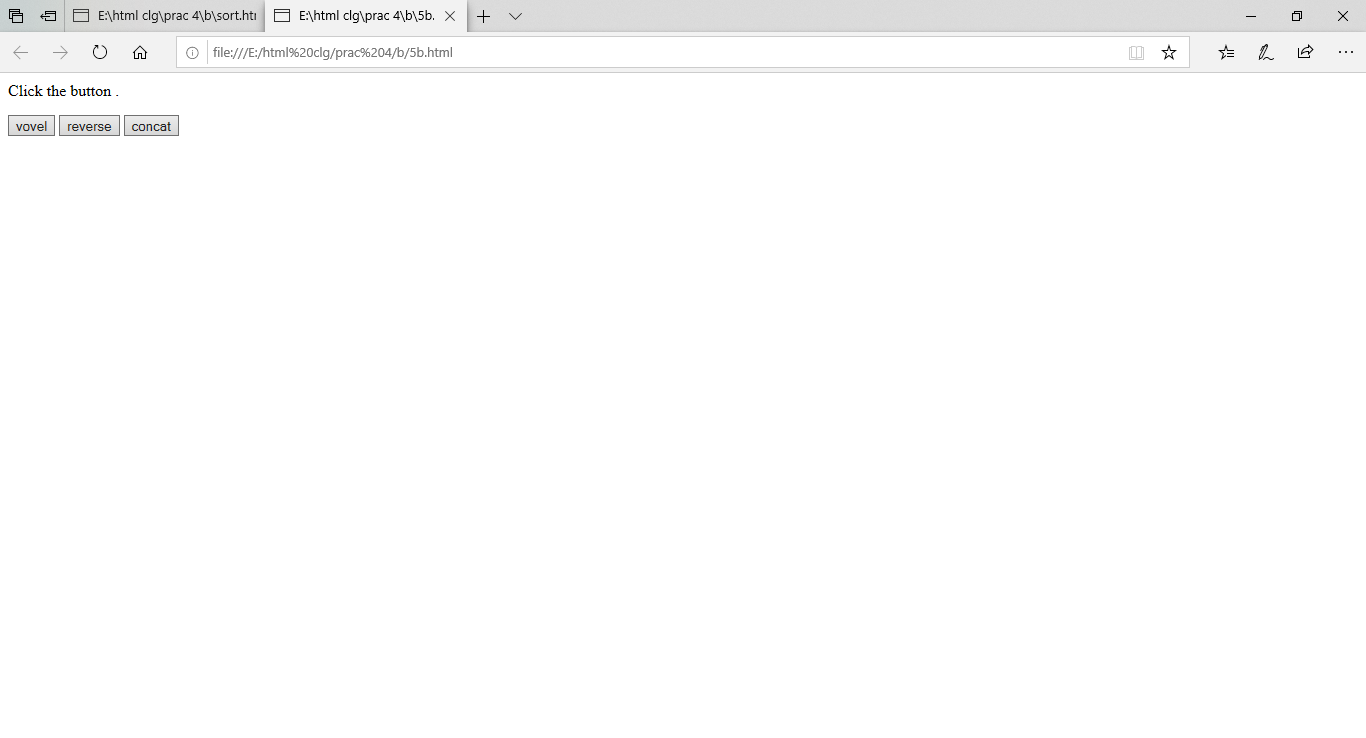 E:\html clg\prac 4\b\sort.htm E:\html clg\prac 4\b\5b.
file:///E:/html%20clg/prac%204/b/5b.html
Click the button .
vovel reverse concat